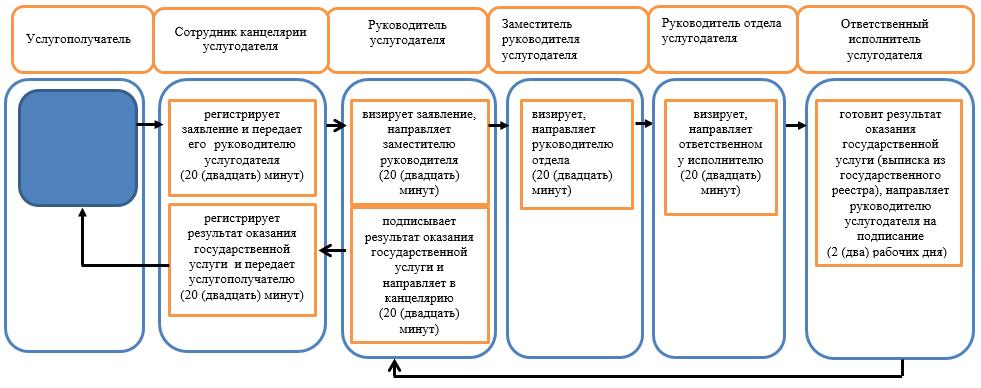 Услугополучатель
Сотрудник канцелярии
услугодателя
Руководитель
услугодателя
Заместитель
руководителя
услугодателя
Руководитель отдела
услугодателя
Ответственный
исполнитель
услугодателя
регистрирует
заявление и передает
его руководителю
услугодателя
(20 (двадцать) минут)
визирует заявление,
направляет
заместителю
руководителя
(20 (двадцать)
минут)
визирует,
направляет
руководителю
отдела
(20 (двадцать)
минут)
визирует,
направляет
ответственном
у исполнителю
(20 (двадцать)
минут)
готовит результат
оказания
государственной
услуги (выписка из
государственного
реестра), направляет
руководителю
услугодателя на
подписание
(2 (два) рабочих дня)
регистрирует
результат оказания
государственной
услуги и передает
услугополучателю
(20 (двадцать) минут)
подписывает
результат оказания
государственной
услуги и
направляет в
канцелярию
(20 (двадцать)
минут)